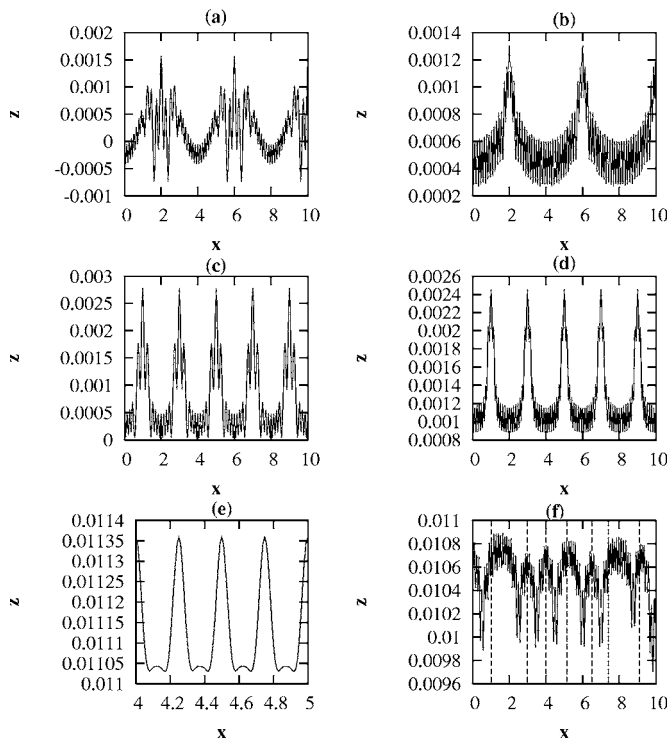 (a)
0.002
0.0015
0.001
0.0005
0
-0.0005
-0.001
z
0 2 4 6 8 10
x
(b)
0.0014
0.0012
0.001
0.0008
0.0006
0.0004
0.0002
z
0 2 4 6 8 10
x
(c)
0.003
0.0025
0.002
0.0015
0.001
0.0005
0
z
0 2 4 6 8 10
x
(d)
0.0026
0.0024
0.0022
0.002
0.0018
0.0016
0.0014
0.0012
0.001
0.0008
z
0 2 4 6 8 10
x
(e)
0.0114
0.01135
0.0113
0.01125
0.0112
0.01115
0.0111
0.01105
0.011
z
4 4.2 4.4 4.6 4.8 5
x
(f)
0.011
0.0108
0.0106
0.0104
0.0102
0.01
0.0098
0.0096
z
0 2 4 6 8 10
x